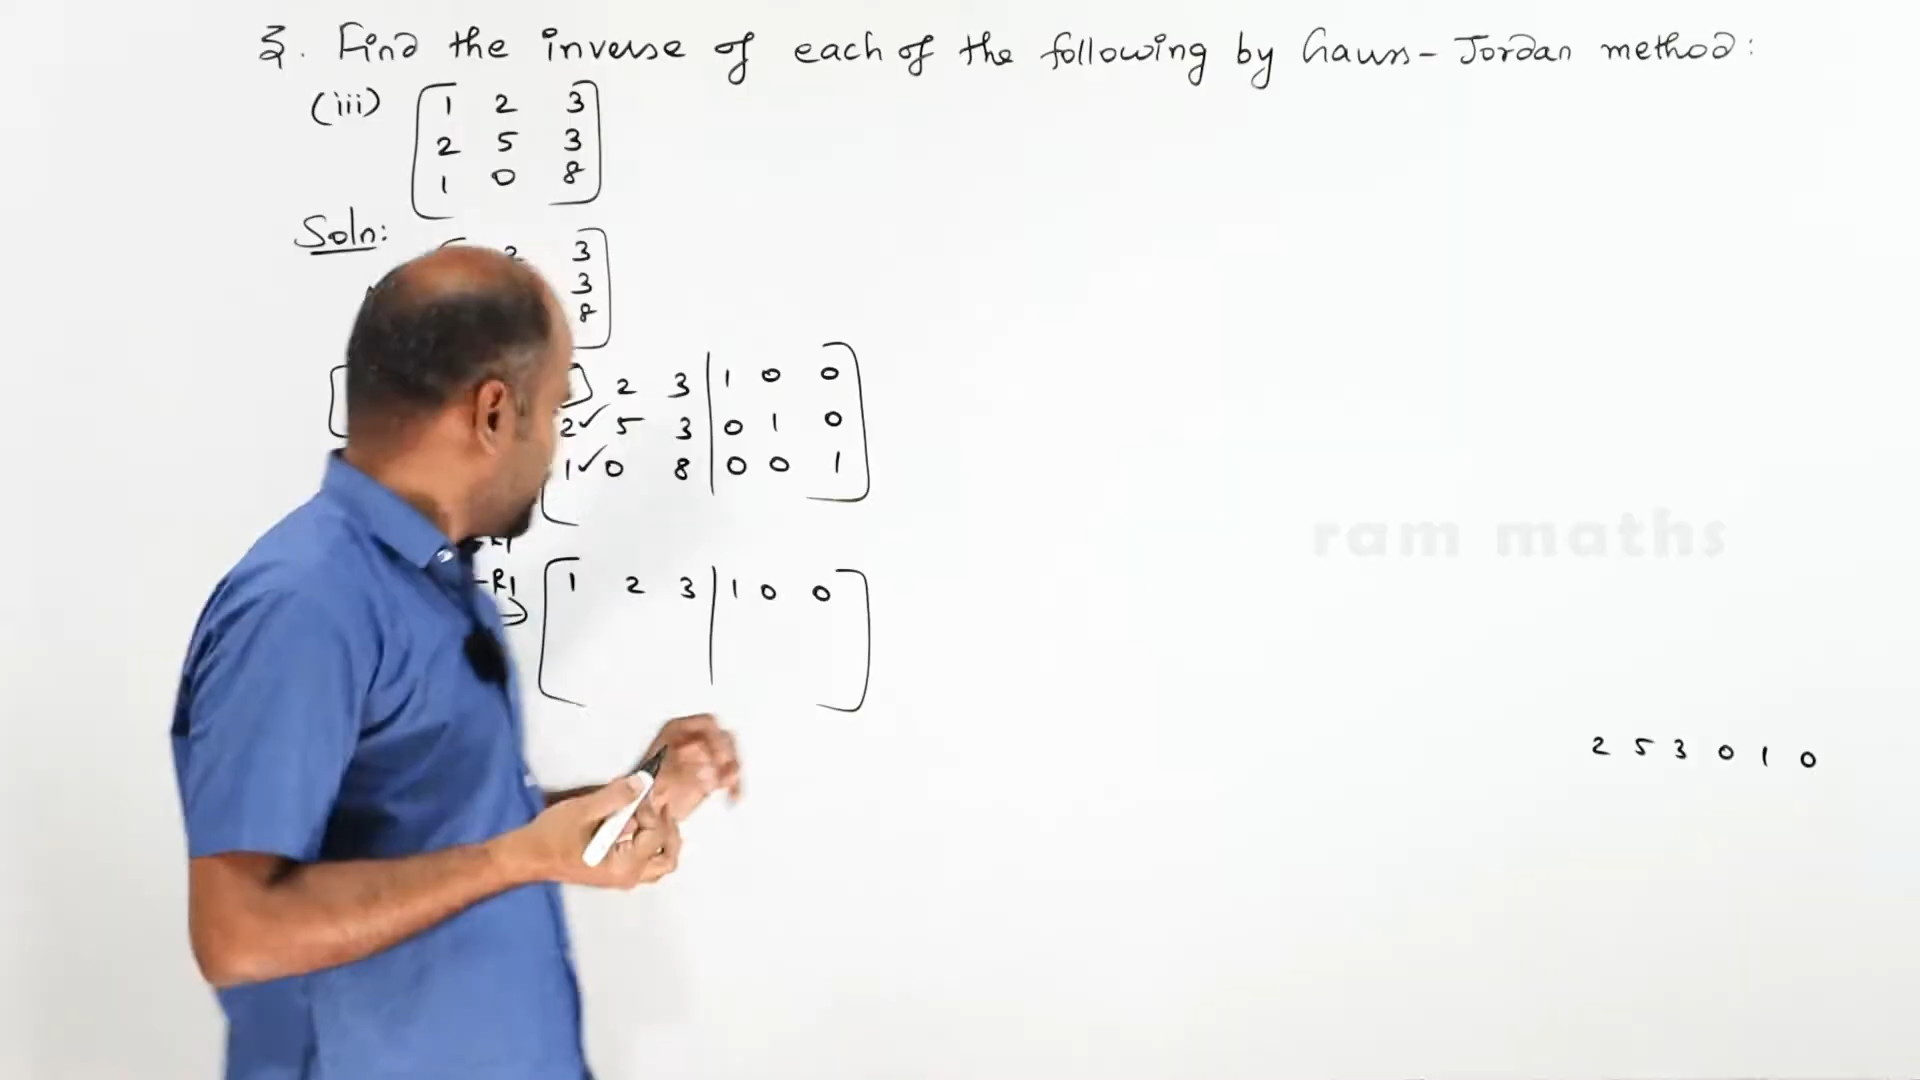 2. Find the inverse of each of the following by Gauss-Jordan method:
(iii) 1 2 3
2 5 3
1 0 8
Soln:
2 3
3
8
2 3 | 1 0 0
2✓ 5 3 | 0 1 0
1✓ 0 8 | 0 0 1
ram maths
-R1
1 2 3 | 1 0 0
2 5 3 0 1 0